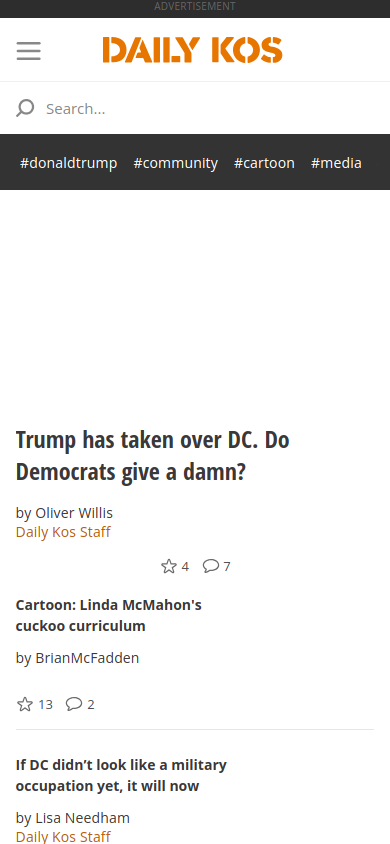 ADVERTISEMENT
DAILY KOS
Search...
#donaldtrump #community #cartoon #media
Trump has taken over DC. Do
Democrats give a damn?
by Oliver Willis
Daily Kos Staff
4 7
Cartoon: Linda McMahon's
cuckoo curriculum
by BrianMcFadden
13 2
If DC didn’t look like a military
occupation yet, it will now
by Lisa Needham
Daily Kos Staff